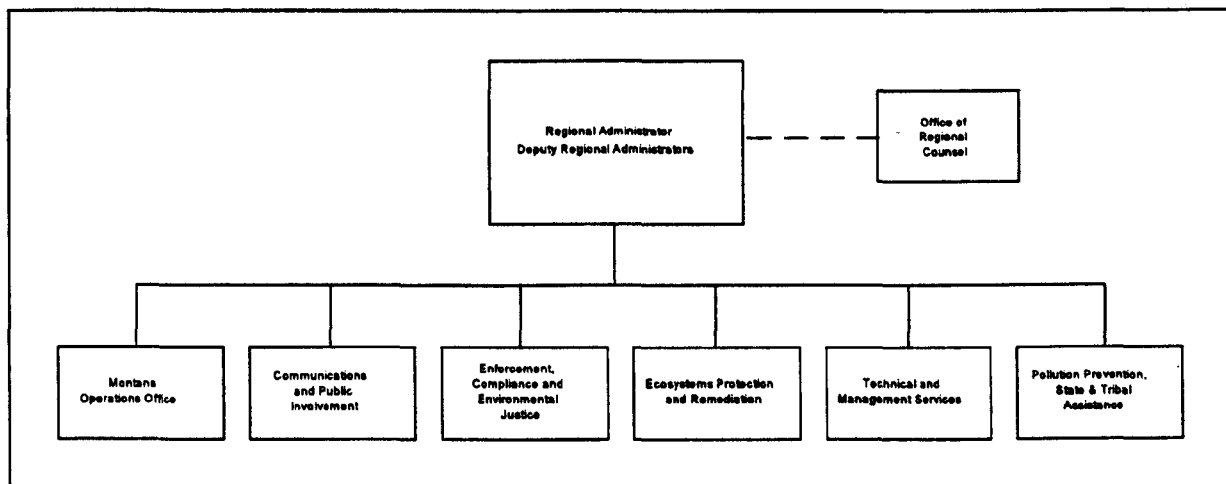 Regional Administrator
Deputy Regional Administrators
Office of
Regional
Counsel
Montana
Operations Office
Communications
and Public
Involvement
Enforcement,
Compliance and
Environmental
Justice
Ecosystems Protection
and Remediation
Technical and
Management Services
Pollution Prevention,
State & Tribal
Assistance